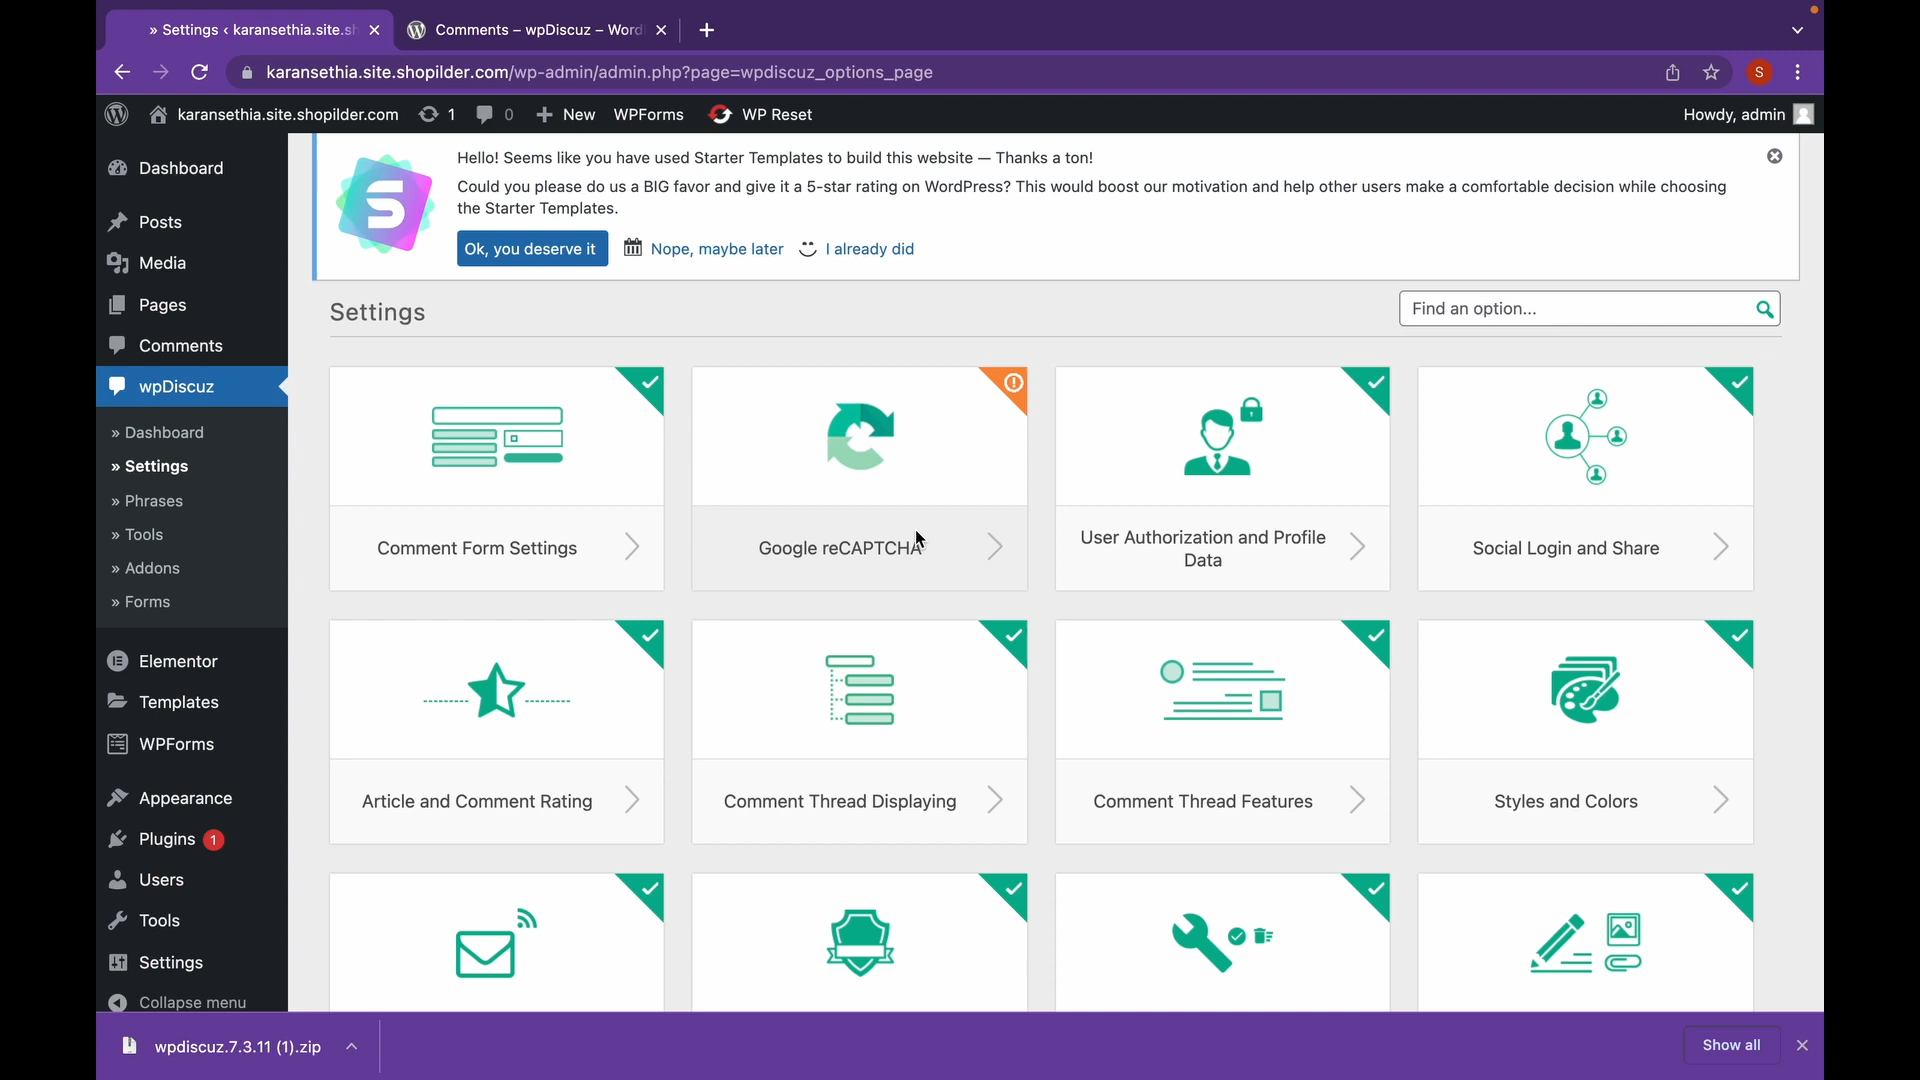 » Settings ‹ karansethia.site.sh
Comments – wpDiscuz – Word
karansethia.site.shopilder.com/wp-admin/admin.php?page=wpdiscuz_options_page
S
karansethia.site.shopilder.com
1
0
New
WPForms
WP Reset
Howdy, admin
Dashboard
Posts
Media
Pages
Comments
wpDiscuz
» Dashboard
» Settings
» Phrases
» Tools
» Addons
» Forms
Elementor
Templates
WPForms
Appearance
Plugins 1
Users
Tools
Settings
Collapse menu
S
Hello! Seems like you have used Starter Templates to build this website — Thanks a ton!
Could you please do us a BIG favor and give it a 5-star rating on WordPress? This would boost our motivation and help other users make a comfortable decision while choosing
the Starter Templates.
Ok, you deserve it
Nope, maybe later
I already did
Settings
Find an option...
Comment Form Settings
Google reCAPTCHA
User Authorization and Profile
Data
Social Login and Share
Article and Comment Rating
Comment Thread Displaying
Comment Thread Features
Styles and Colors
wpdiscuz.7.3.11 (1).zip
Show all